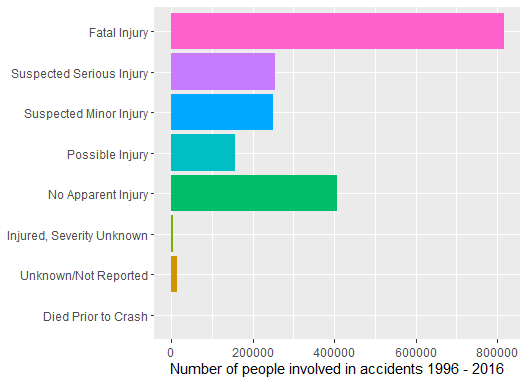 Fatal Injury
Suspected Serious Injury
Suspected Minor Injury
Possible Injury
No Apparent Injury
Injured, Severity Unknown
Unknown/Not Reported
Died Prior to Crash
0 200000 400000 600000 800000
Number of people involved in accidents 1996 - 2016